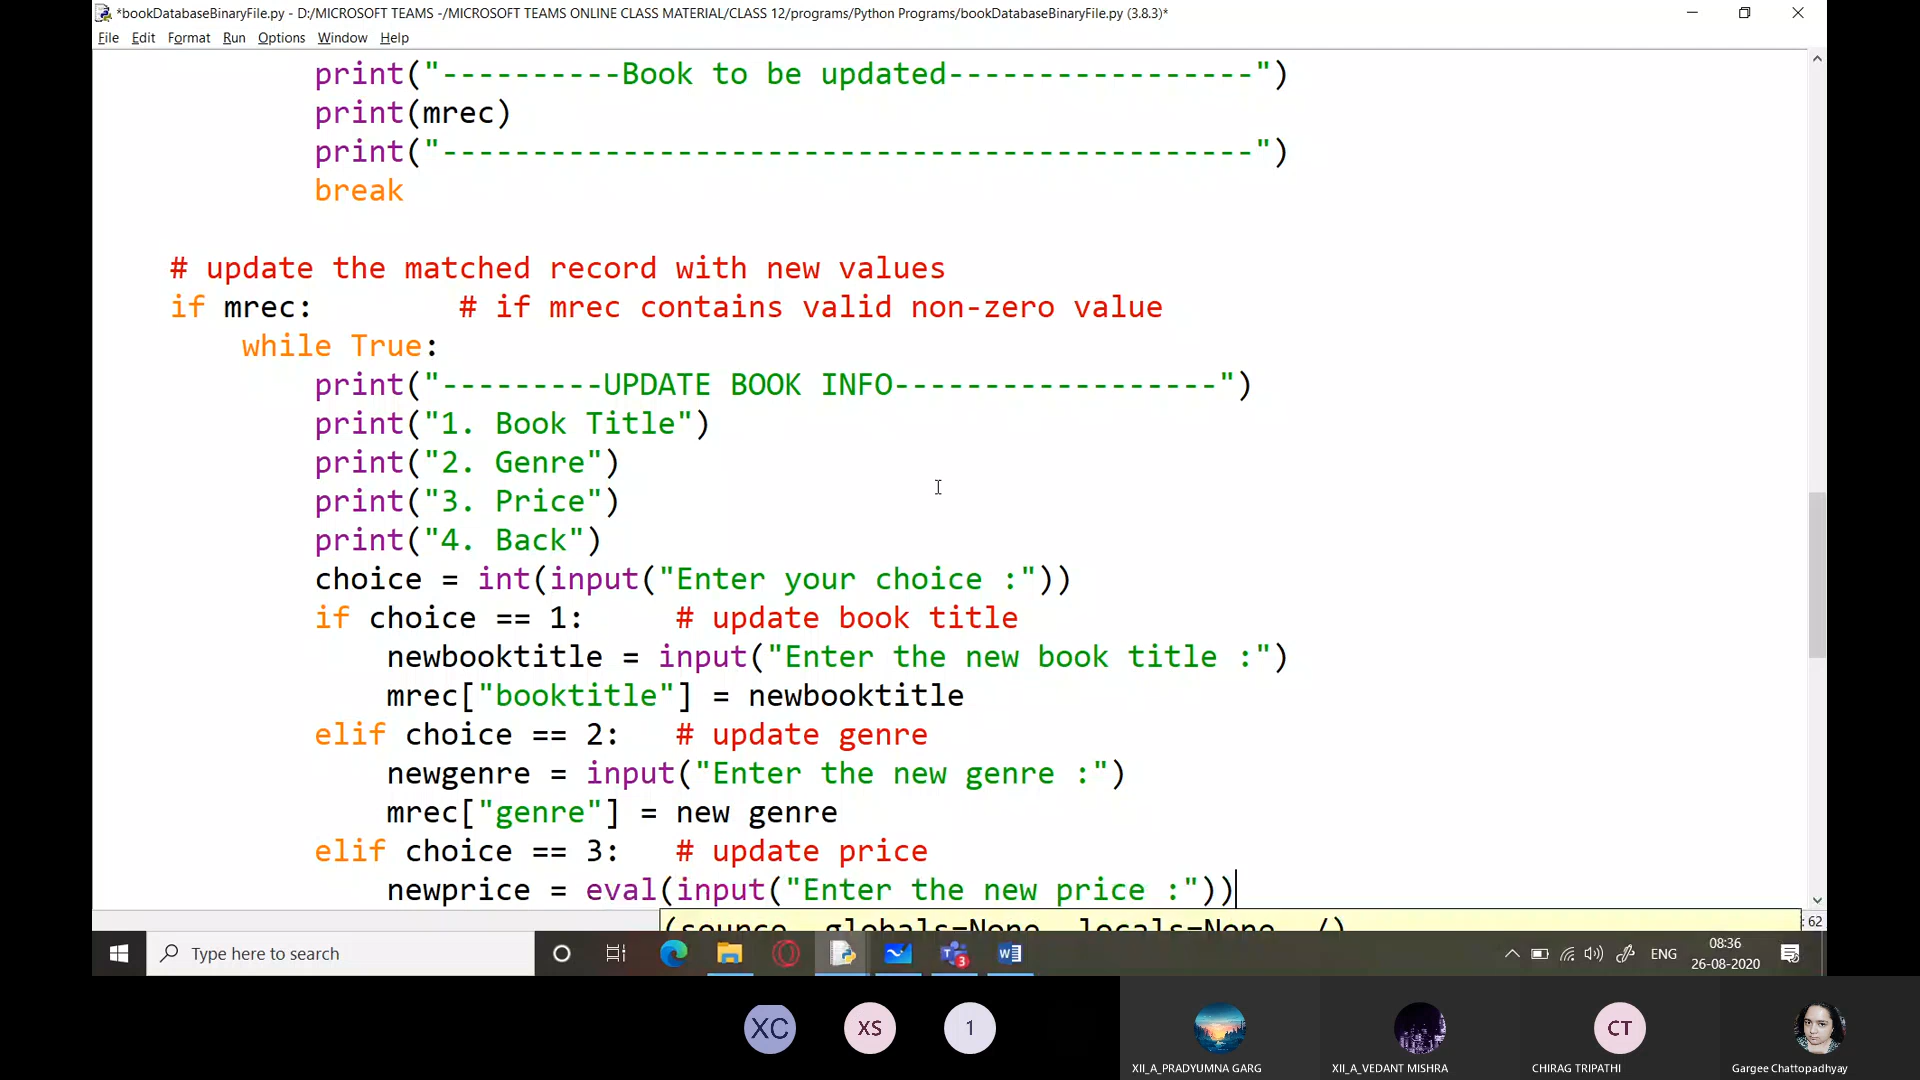 *bookDatabaseBinaryFile.py - D:/MICROSOFT TEAMS -/MICROSOFT TEAMS ONLINE CLASS MATERIAL/CLASS 12/programs/Python Programs/bookDatabaseBinaryFile.py (3.8.3)*
File Edit Format Run Options Window Help
print("----------Book to be updated-----------------")
print(mrec)
print("---------------------------------------------")
break
# update the matched record with new values
if mrec: # if mrec contains valid non-zero value
while True:
print("---------UPDATE BOOK INFO------------------")
print("1. Book Title")
print("2. Genre")
print("3. Price")
print("4. Back")
choice = int(input("Enter your choice :"))
if choice == 1: # update book title
newbooktitle = input("Enter the new book title :")
mrec["booktitle"] = newbooktitle
elif choice == 2: # update genre
newgenre = input("Enter the new genre :")
mrec["genre"] = new genre
elif choice == 3: # update price
newprice = eval(input("Enter the new price :"))
(source, globals=None, locals=None, /)
: 62
Type here to search
3
ENG
08:36
26-08-2020
XC
XS
1
CT
XII_A_PRADYUMNA GARG
XII_A_VEDANT MISHRA
CHIRAG TRIPATHI
Gargee Chattopadhyay